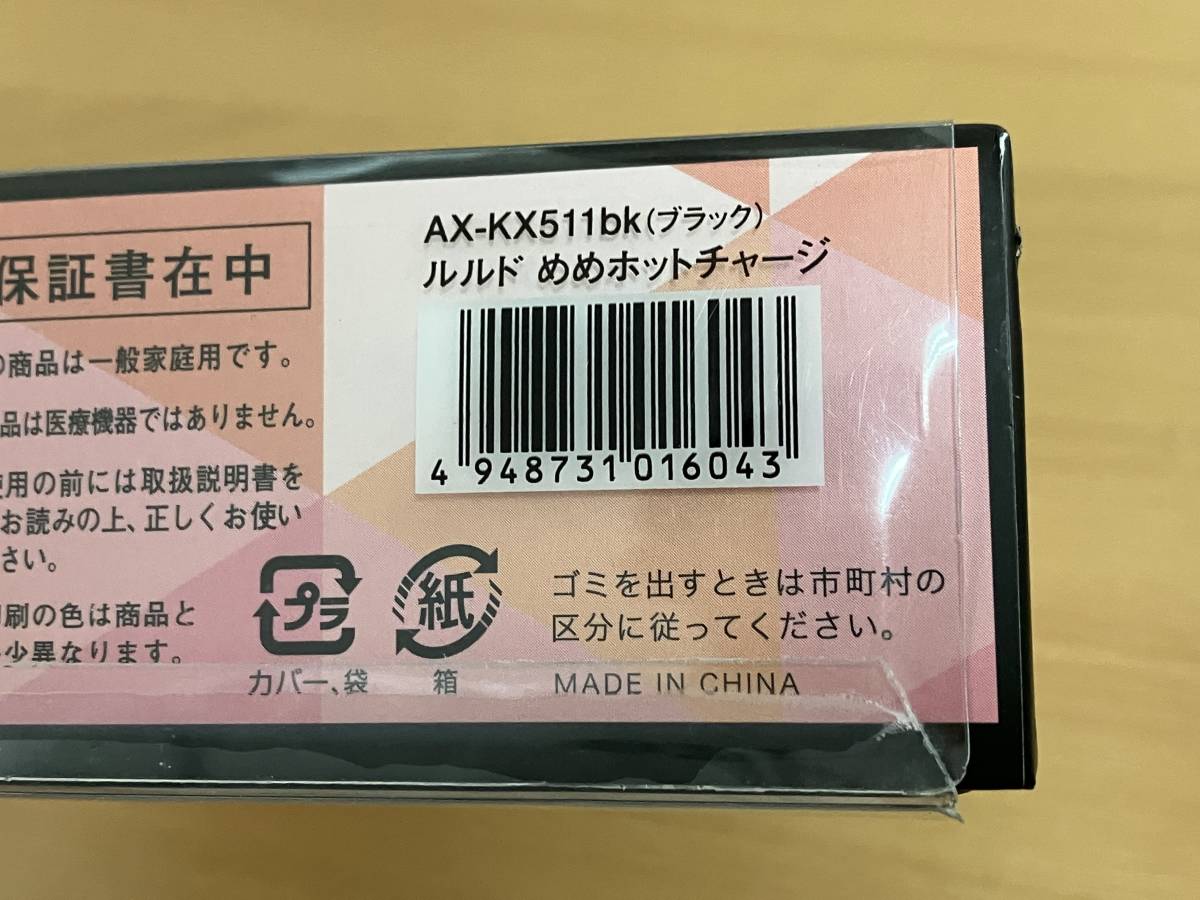 保証書在中
の商品は一般家庭用です。
品は医療機器ではありません。
使用の前には取扱説明書を
お読みの上、正しくお使い
さい。
印刷の色は商品と
少異なります。
AX-KX511bk(ブラック)
ルルド めめホットチャージ
4 948731 016043
プラ
カバー、袋
紙
箱
ゴミを出すときは市町村の
区分に従ってください。
MADE IN CHINA